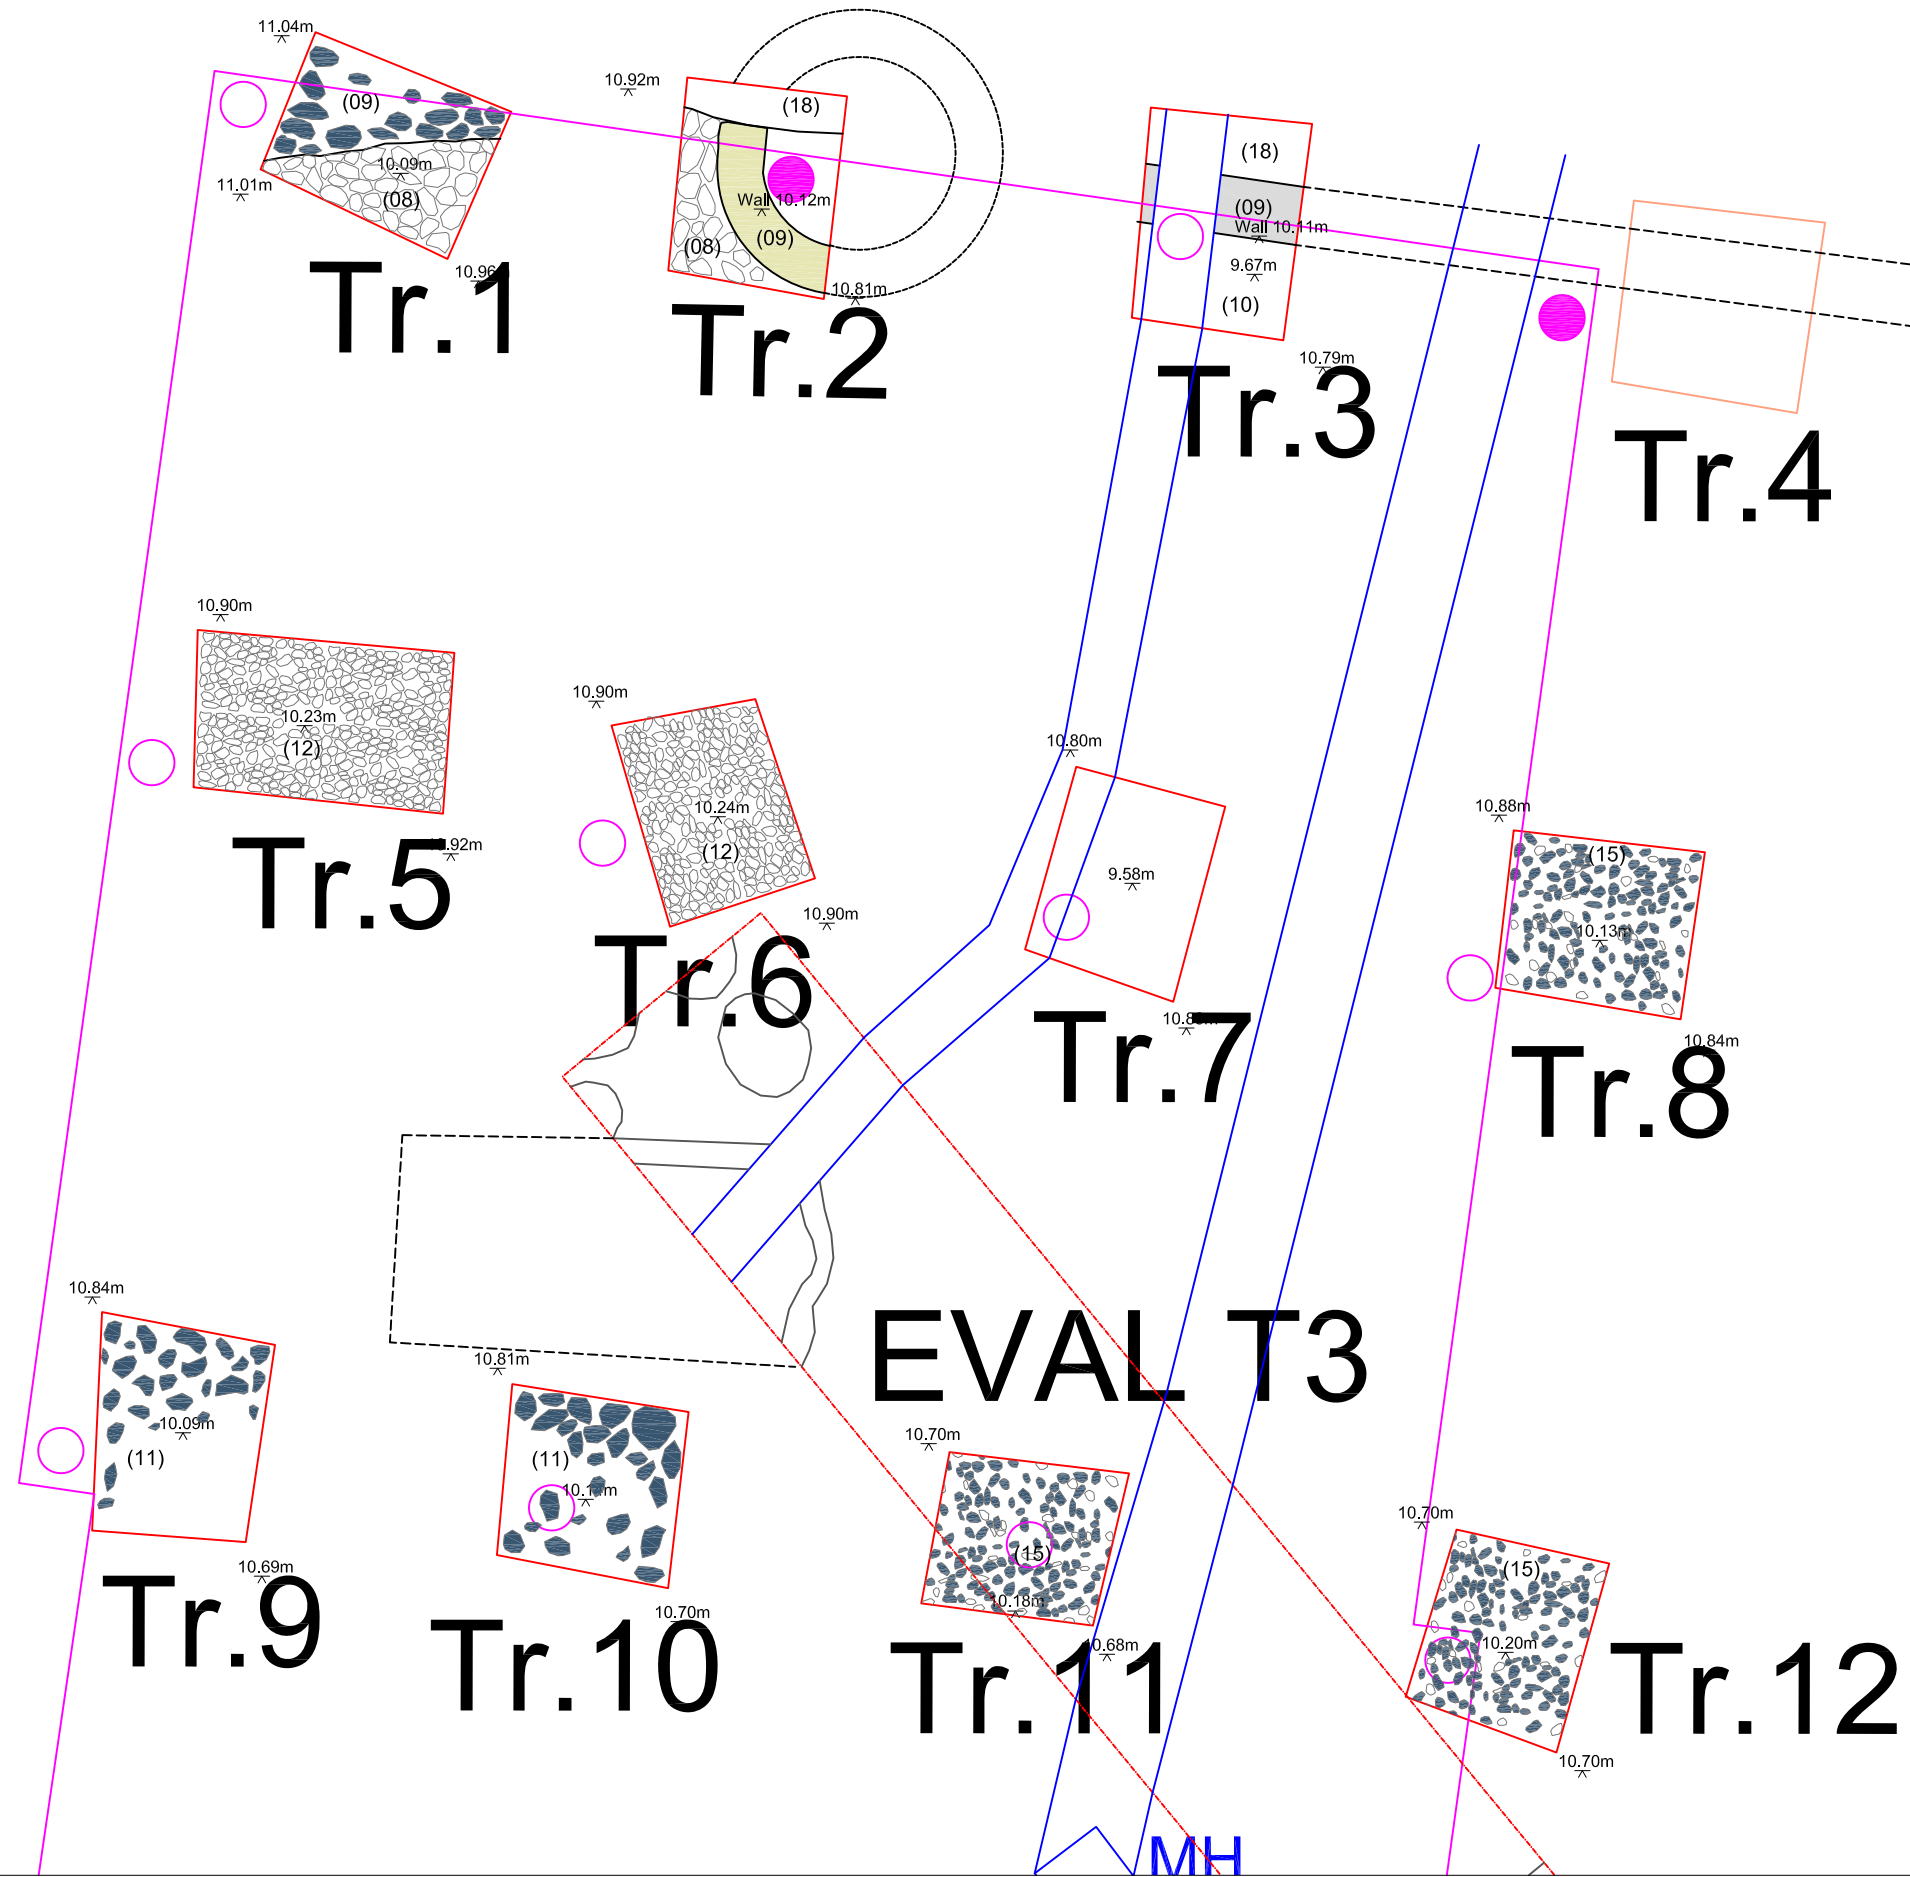 11.04m
(09)
10.09m
11.01m
(08)
Tr.1
10.92m
(18)
Wall 10.12m
(09)
(08)
10.81m
Tr.2
(18)
(09)
Wall 10.11m
9.67m
(10)
10.79m
Tr.3
Tr.4
10.90m
10.23m
(12)
Tr.5
10.90m
10.24m
(12)
10.90m
Tr.6
10.80m
9.58m
Tr.7
10.88m
(15)
10.13m
10.84m
Tr.8
EVAL T3
10.84m
10.09m
(11)
10.69m
Tr.9
10.81m
(11)
10.70m
Tr.10
10.70m
(15)
10.18m
10.68m
Tr.11
10.70m
(15)
10.20m
10.70m
Tr.12
MH